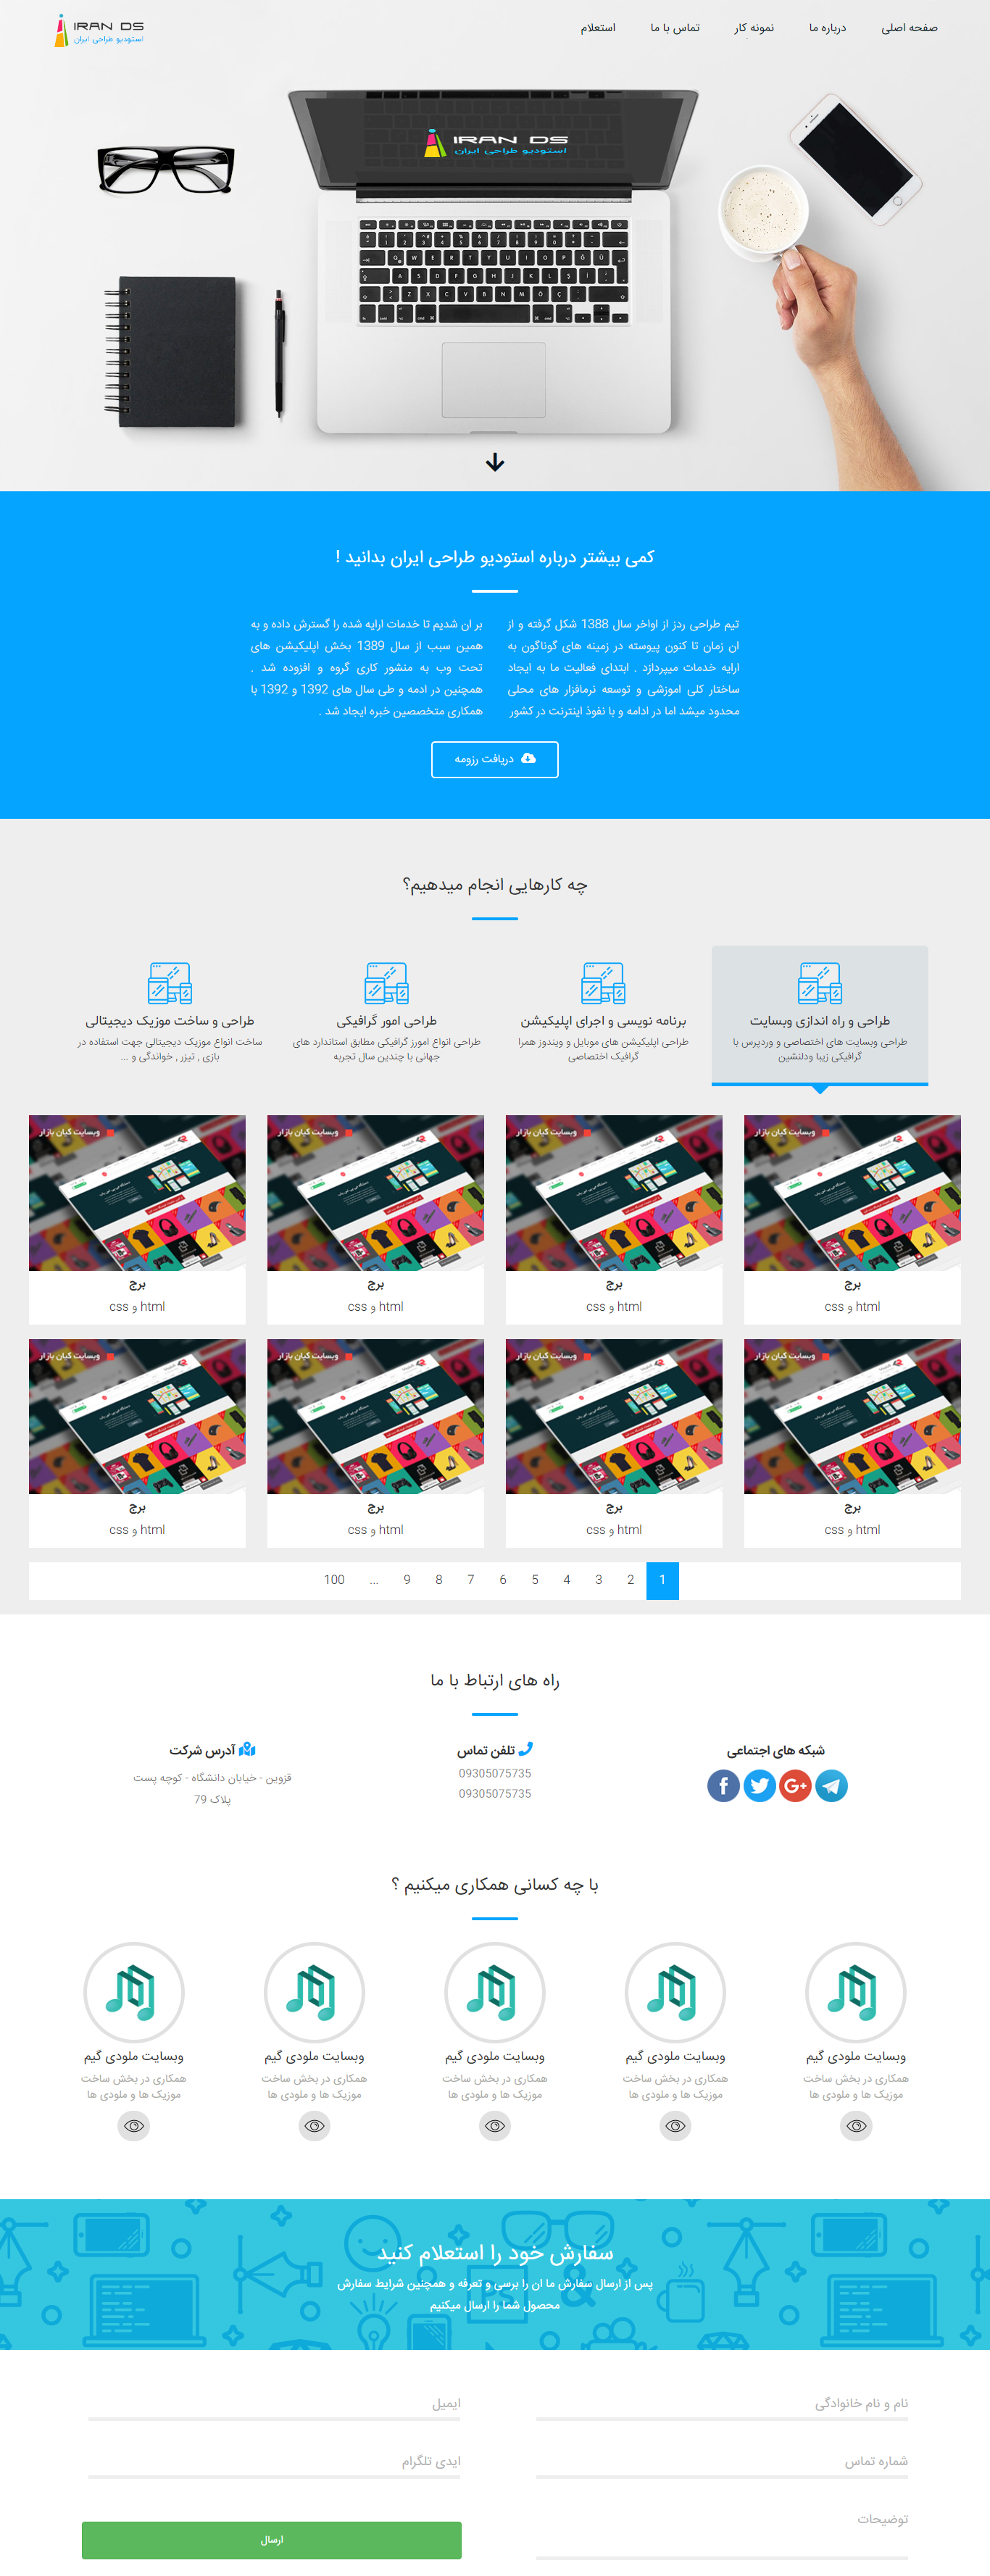 صفحه اصلی
درباره ما
نمونه کار
تماس با ما
استعلام
IRAN DS
استودیو طراحی ایران
IRAN DS
استودیو طراحی ایران
کمی بیشتر درباره استودیو طراحی ایران بدانید !
تیم طراحی ردز از اواخر سال 1388 شکل گرفته و از
ان زمان تا کنون پیوسته در زمینه های گوناگون به
ارایه خدمات میپردازد . ابتدای فعالیت ما به ایجاد
ساختار کلی اموزشی و توسعه نرمافزار های محلی
محدود میشد اما در ادامه و با نفوذ اینترنت در کشور
بر ان شدیم تا خدمات ارایه شده را گسترش داده و به
همین سبب از سال 1389 بخش اپلیکیشن های
تحت وب به منشور کاری گروه و افزوده شد .
همچنین در ادمه و طی سال های 1392 و 1392 با
همکاری متخصصین خبره ایجاد شد .
دریافت رزومه
چه کارهایی انجام میدهیم؟
طراحی و راه اندازی وبسایت
طراحی وبسایت های اختصاصی و وردپرس با
گرافیکی زیبا ودلنشین
برنامه نویسی و اجرای اپلیکیشن
طراحی اپلیکیشن های موبایل و ویندوز همرا
گرافیک اختصاصی
طراحی امور گرافیکی
طراحی انواع امورز گرافیکی مطابق استاندارد های
جهانی با چندین سال تجربه
طراحی و ساخت موزیک دیجیتالی
ساخت انواع موزیک دیجیتالی جهت استفاده در
بازی , تیزر , خوانندگی و ...
وبسایت کیان بازار
وبسایت کیان بازار
وبسایت کیان بازار
وبسایت کیان بازار
برج
html و css
برج
html و css
برج
html و css
برج
html و css
وبسایت کیان بازار
وبسایت کیان بازار
وبسایت کیان بازار
وبسایت کیان بازار
برج
html و css
برج
html و css
برج
html و css
برج
html و css
1 2 3 4 5 6 7 8 9 ... 100
راه های ارتباط با ما
شبکه های اجتماعی
تلفن تماس
09305075735
09305075735
آدرس شرکت
قزوین - خیابان دانشگاه - کوچه پست
پلاک 79
با چه کسانی همکاری میکنیم ؟
وبسایت ملودی گیم
همکاری در بخش ساخت
موزیک ها و ملودی ها
وبسایت ملودی گیم
همکاری در بخش ساخت
موزیک ها و ملودی ها
وبسایت ملودی گیم
همکاری در بخش ساخت
موزیک ها و ملودی ها
وبسایت ملودی گیم
همکاری در بخش ساخت
موزیک ها و ملودی ها
وبسایت ملودی گیم
همکاری در بخش ساخت
موزیک ها و ملودی ها
سفارش خود را استعلام کنید
پس از ارسال سفارش ما ان را برسی و تعرفه و همچنین شرایط سفارش
محصول شما را ارسال میکنیم
نام و نام خانوادگی
ایمیل
شماره تماس
ایدی تلگرام
توضیحات
ارسال